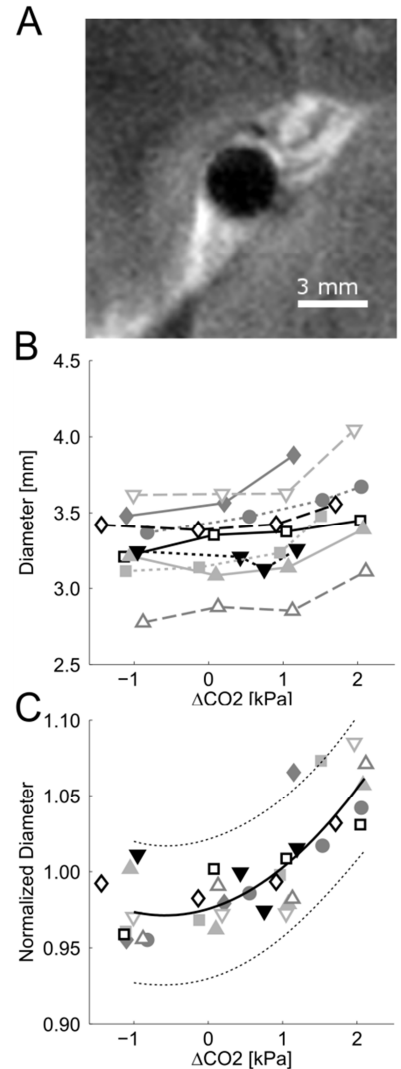 A
3 mm
B
4.5
4.0
3.5
3.0
2.5
Diameter [mm]
−1 0 1 2
ΔCO2 [kPa]
C
1.10
1.05
1.00
0.95
0.90
Normalized Diameter
−1 0 1 2
ΔCO2 [kPa]